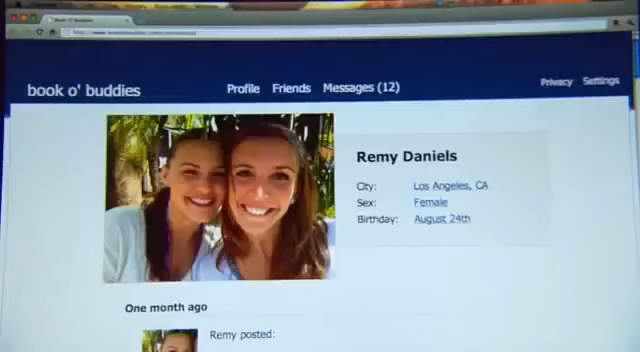 book o' buddies
Profile Friends Messages (12)
Privacy Settings
Remy Daniels
City: Los Angeles, CA
Sex: Female
Birthday: August 24th
One month ago
Remy posted: